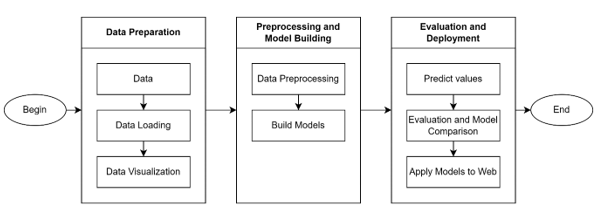 Begin
Data Preparation
Data
Data Loading
Data Visualization
Preprocessing and
Model Building
Data Preprocessing
Build Models
Evaluation and
Deployment
Predict values
Evaluation and Model
Comparison
Apply Models to Web
End